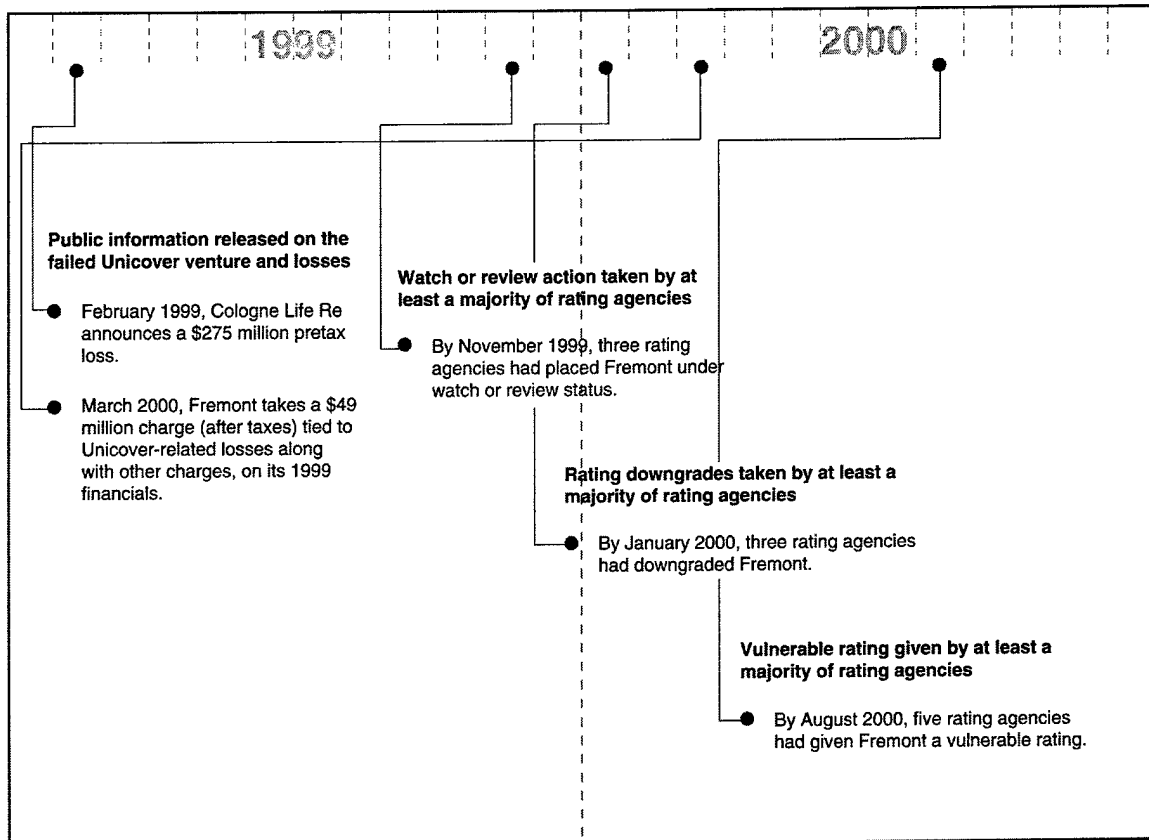 1999
2000
Public information released on the
failed Unicover venture and losses
February 1999, Cologne Life Re
announces a $275 million pretax
loss.
March 2000, Fremont takes a $49
million charge (after taxes) tied to
Unicover-related losses along
with other charges, on its 1999
financials.
Watch or review action taken by at
least a majority of rating agencies
By November 1999, three rating
agencies had placed Fremont under
watch or review status.
Rating downgrades taken by at least a
majority of rating agencies
By January 2000, three rating agencies
had downgraded Fremont.
Vulnerable rating given by at least a
majority of rating agencies
By August 2000, five rating agencies
had given Fremont a vulnerable rating.